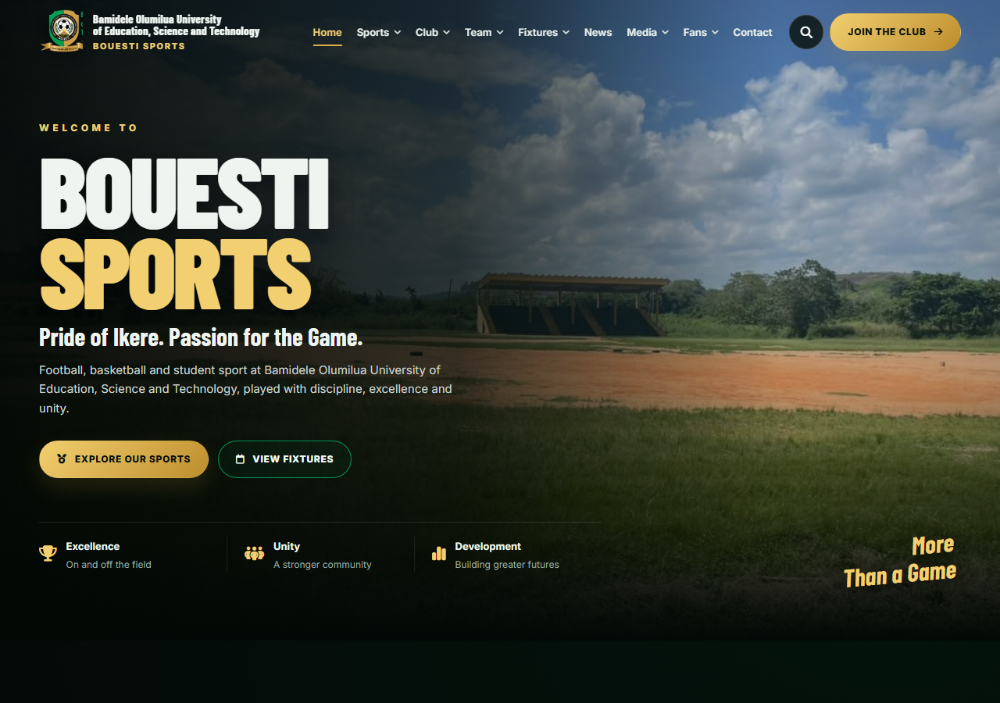 Bamidele Olumilua University
of Education, Science and Technology
BOUESTI SPORTS
Home
Sports
Club
Team
Fixtures
News
Media
Fans
Contact
JOIN THE CLUB
WELCOME TO
BOUESTI
SPORTS
Pride of Ikere. Passion for the Game.
Football, basketball and student sport at Bamidele Olumilua University of
Education, Science and Technology, played with discipline, excellence and
unity.
EXPLORE OUR SPORTS
VIEW FIXTURES
Excellence
On and off the field
Unity
A stronger community
Development
Building greater futures
More
Than a Game